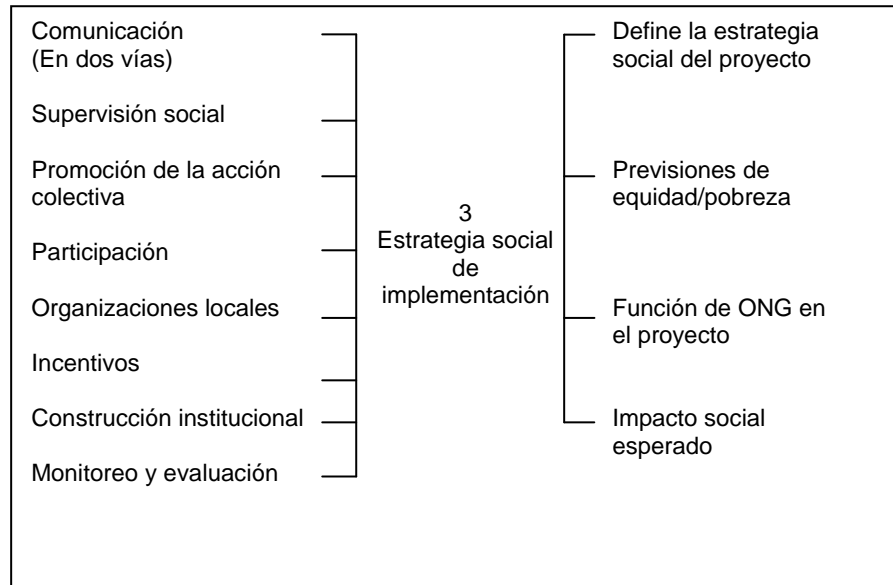 Comunicación
(En dos vías)
Supervisión social
Promoción de la acción
colectiva
Participación
Organizaciones locales
Incentivos
Construcción institucional
Monitoreo y evaluación
3
Estrategia social
de
implementación
Define la estrategia
social del proyecto
Previsiones de
equidad/pobreza
Función de ONG en
el proyecto
Impacto social
esperado